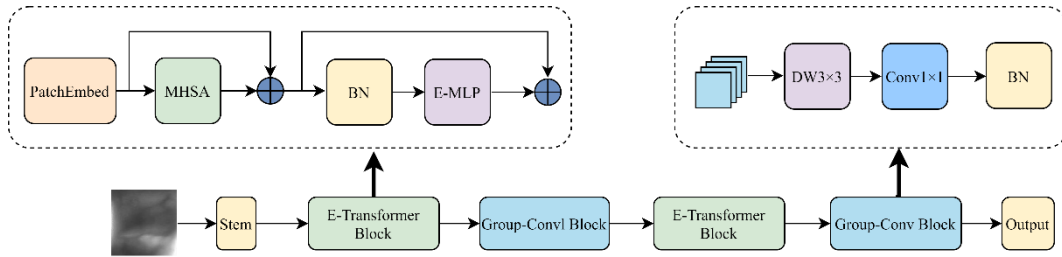 PatchEmbed
MHSA
BN
E-MLP
DW3×3
Conv1×1
BN
Stem
E-Transformer
Block
Group-Convl Block
E-Transformer
Block
Group-Conv Block
Output